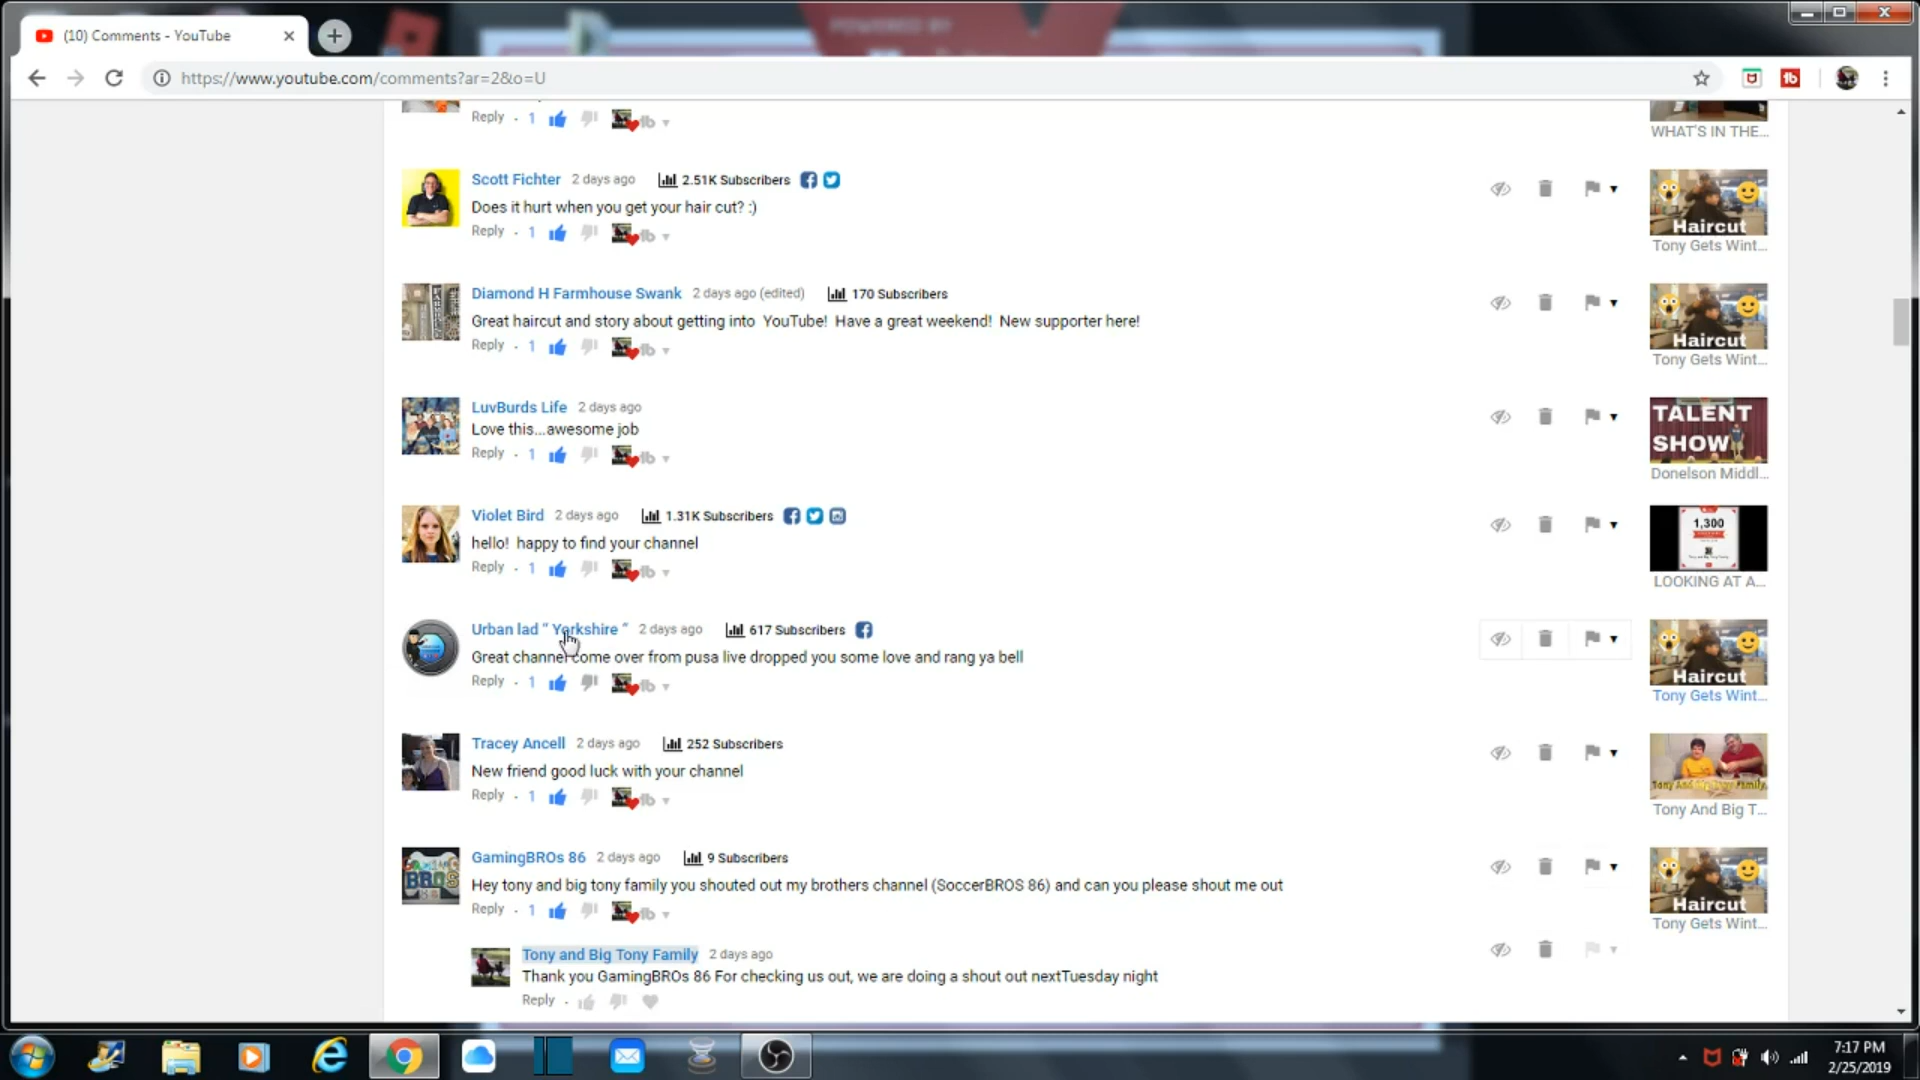 POWERED BY
(10) Comments - YouTube
https://www.youtube.com/comments?ar=2&o=U
Reply · 1
WHAT'S IN THE...
Scott Fichter 2 days ago 2.51K Subscribers
Does it hurt when you get your hair cut? :)
Reply · 1
Haircut
Tony Gets Wint...
Diamond H Farmhouse Swank 2 days ago (edited) 170 Subscribers
Great haircut and story about getting into YouTube! Have a great weekend! New supporter here!
Reply · 1
Haircut
Tony Gets Wint...
LuvBurds Life 2 days ago
Love this...awesome job
Reply · 1
TALENT
SHOW
Donelson Middl...
Violet Bird 2 days ago 1.31K Subscribers
hello! happy to find your channel
Reply · 1
1,300
LOOKING AT A...
Urban lad " Yorkshire " 2 days ago 617 Subscribers
Great channel come over from pusa live dropped you some love and rang ya bell
Reply · 1
Haircut
Tony Gets Wint...
Tracey Ancell 2 days ago 252 Subscribers
New friend good luck with your channel
Reply · 1
Tony And Big Tony Family
Tony And Big T...
GamingBROs 86 2 days ago 9 Subscribers
Hey tony and big tony family you shouted out my brothers channel (SoccerBROS 86) and can you please shout me out
Reply · 1
BROS
Haircut
Tony Gets Wint...
Tony and Big Tony Family 2 days ago
Thank you GamingBROs 86 For checking us out, we are doing a shout out nextTuesday night
Reply ·
7:17 PM
2/25/2019